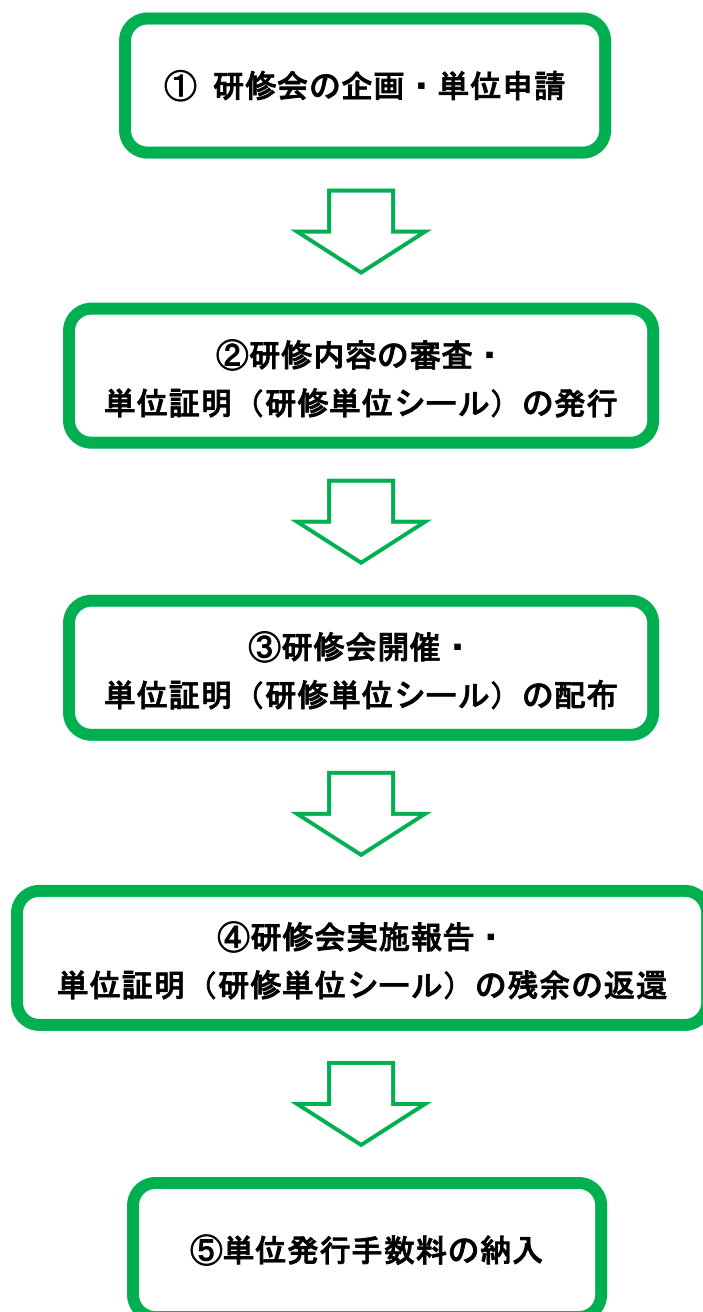 ① 研修会の企画・単位申請
②研修内容の審査・
単位証明（研修単位シール）の発行
③研修会開催・
単位証明（研修単位シール）の配布
④研修会実施報告・
単位証明（研修単位シール）の残余の返還
⑤単位発行手数料の納入